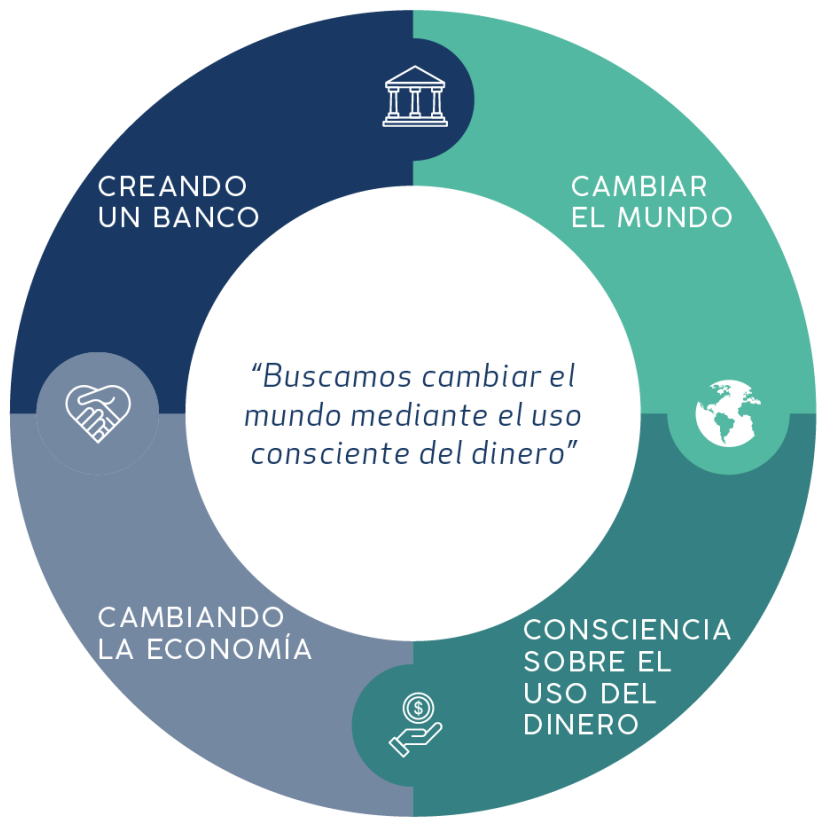 CREANDO
UN BANCO
CAMBIAR
EL MUNDO
“Buscamos cambiar el
mundo mediante el uso
consciente del dinero”
CAMBIANDO
LA ECONOMÍA
CONSCIENCIA
SOBRE EL
USO DEL
DINERO
$